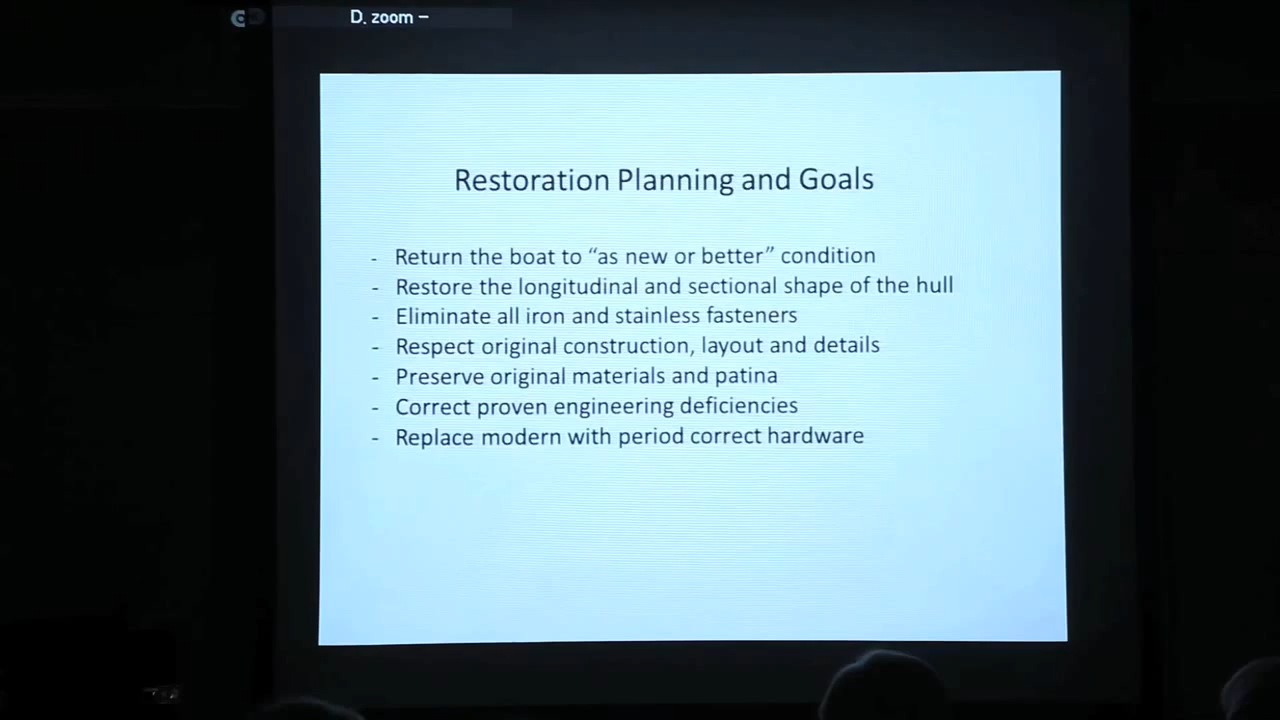 D. zoom –
Restoration Planning and Goals
- Return the boat to “as new or better” condition
- Restore the longitudinal and sectional shape of the hull
- Eliminate all iron and stainless fasteners
- Respect original construction, layout and details
- Preserve original materials and patina
- Correct proven engineering deficiencies
- Replace modern with period correct hardware